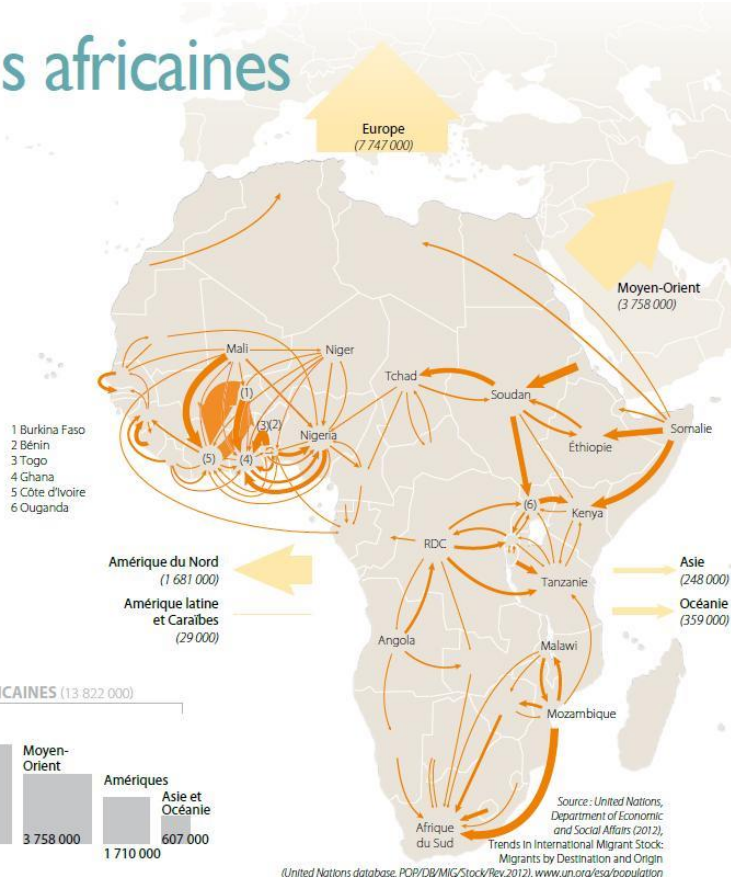 s africaines
Europe
(7 747 000)
Moyen-Orient
(3 758 000)
Mali
Niger
Tchad
Soudan
(1)
(3)(2)
Nigeria
(5)
(4)
Somalie
Éthiopie
1 Burkina Faso
2 Bénin
3 Togo
4 Ghana
5 Côte d'Ivoire
6 Ouganda
(6)
Kenya
RDC
Tanzanie
Amérique du Nord
(1 681 000)
Amérique latine
et Caraïbes
(29 000)
Asie
(248 000)
Océanie
(359 000)
Angola
Malawi
Mozambique
Afrique
du Sud
ICAINES (13 822 000)
Moyen-
Orient
3 758 000
Amériques
1 710 000
Asie et
Océanie
607 000
Source : United Nations,
Department of Economic
and Social Affairs (2012),
Trends in International Migrant Stock:
Migrants by Destination and Origin
(United Nations database, POP/DB/MIG/Stock/Rev.2012), www.un.org/esa/population